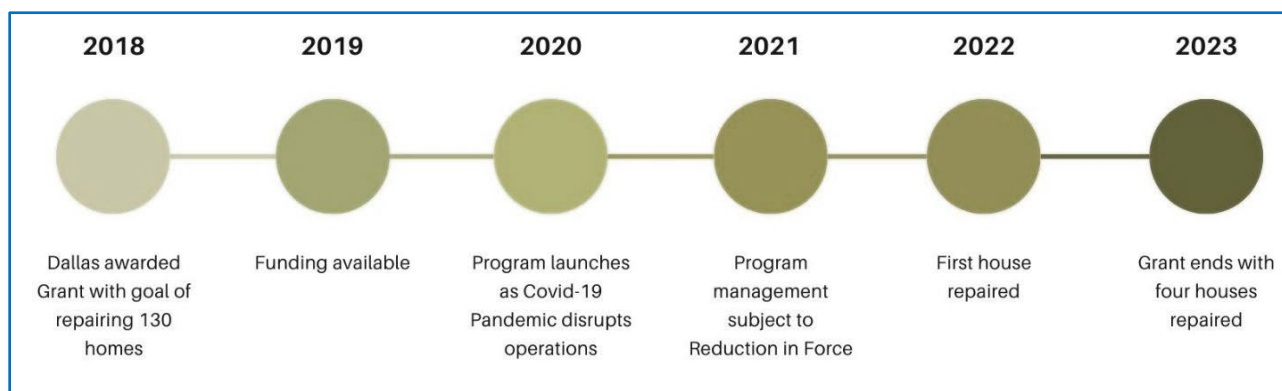 2018
2019
2020
2021
2022
2023
Dallas awarded
Grant with goal of
repairing 130
homes
Funding available
Program launches
as Covid-19
Pandemic disrupts
operations
Program
management
subject to
Reduction in Force
First house
repaired
Grant ends with
four houses
repaired